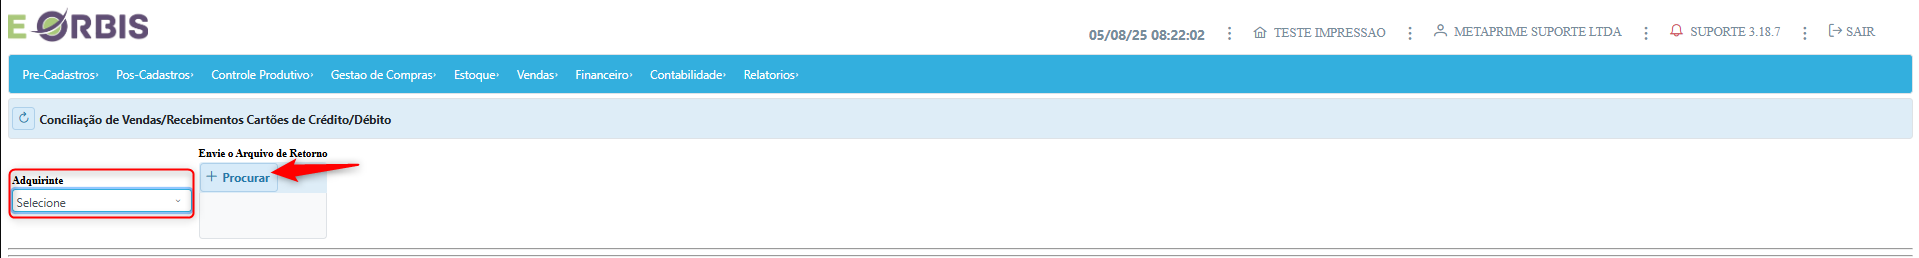 E ORBIS
05/08/25 08:22:02 TESTE IMPRESSAO METAPRIME SUPORTE LTDA SUPORTE 3.18.7 SAIR
Pre-Cadastros Pos-Cadastros Controle Produtivo Gestao de Compras Estoque Vendas Financeiro Contabilidade Relatorios
Conciliação de Vendas/Recebimentos Cartões de Crédito/Débito
Envie o Arquivo de Retorno
+ Procurar
Adquirinte
Selecione